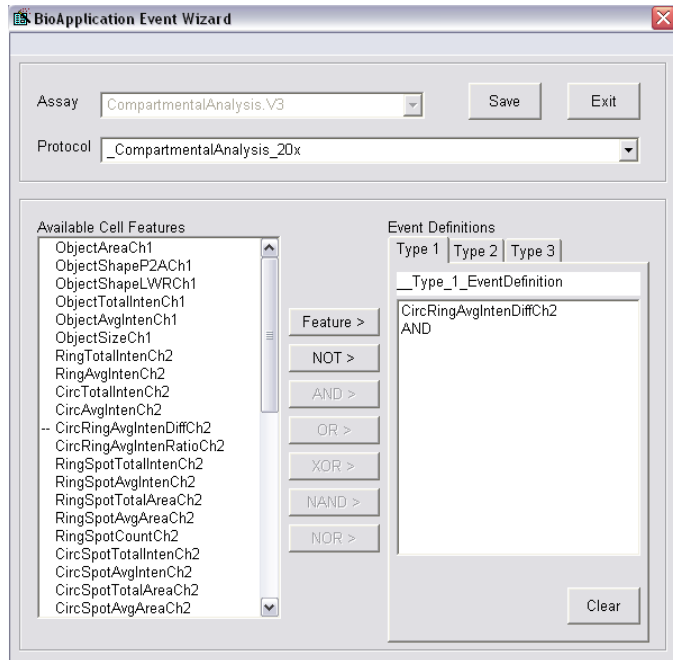 BioApplication Event Wizard
Assay
CompartmentalAnalysis.V3
Save
Exit
Protocol
_CompartmentalAnalysis_20x
Available Cell Features
ObjectAreaCh1
ObjectShapeP2ACh1
ObjectShapeLWRCh1
ObjectTotalIntenCh1
ObjectAvgIntenCh1
ObjectSizeCh1
RingTotalIntenCh2
RingAvgIntenCh2
CircTotalIntenCh2
CircAvgIntenCh2
-- CircRingAvgIntenDiffCh2
CircRingAvgIntenRatioCh2
RingSpotTotalIntenCh2
RingSpotAvgIntenCh2
RingSpotTotalAreaCh2
RingSpotAvgAreaCh2
RingSpotCountCh2
CircSpotTotalIntenCh2
CircSpotAvgIntenCh2
CircSpotTotalAreaCh2
CircSpotAvgAreaCh2
Feature >
NOT >
AND >
OR >
XOR >
NAND >
NOR >
Event Definitions
Type 1 Type 2 Type 3
__Type_1_EventDefinition
CircRingAvgIntenDiffCh2
AND
Clear